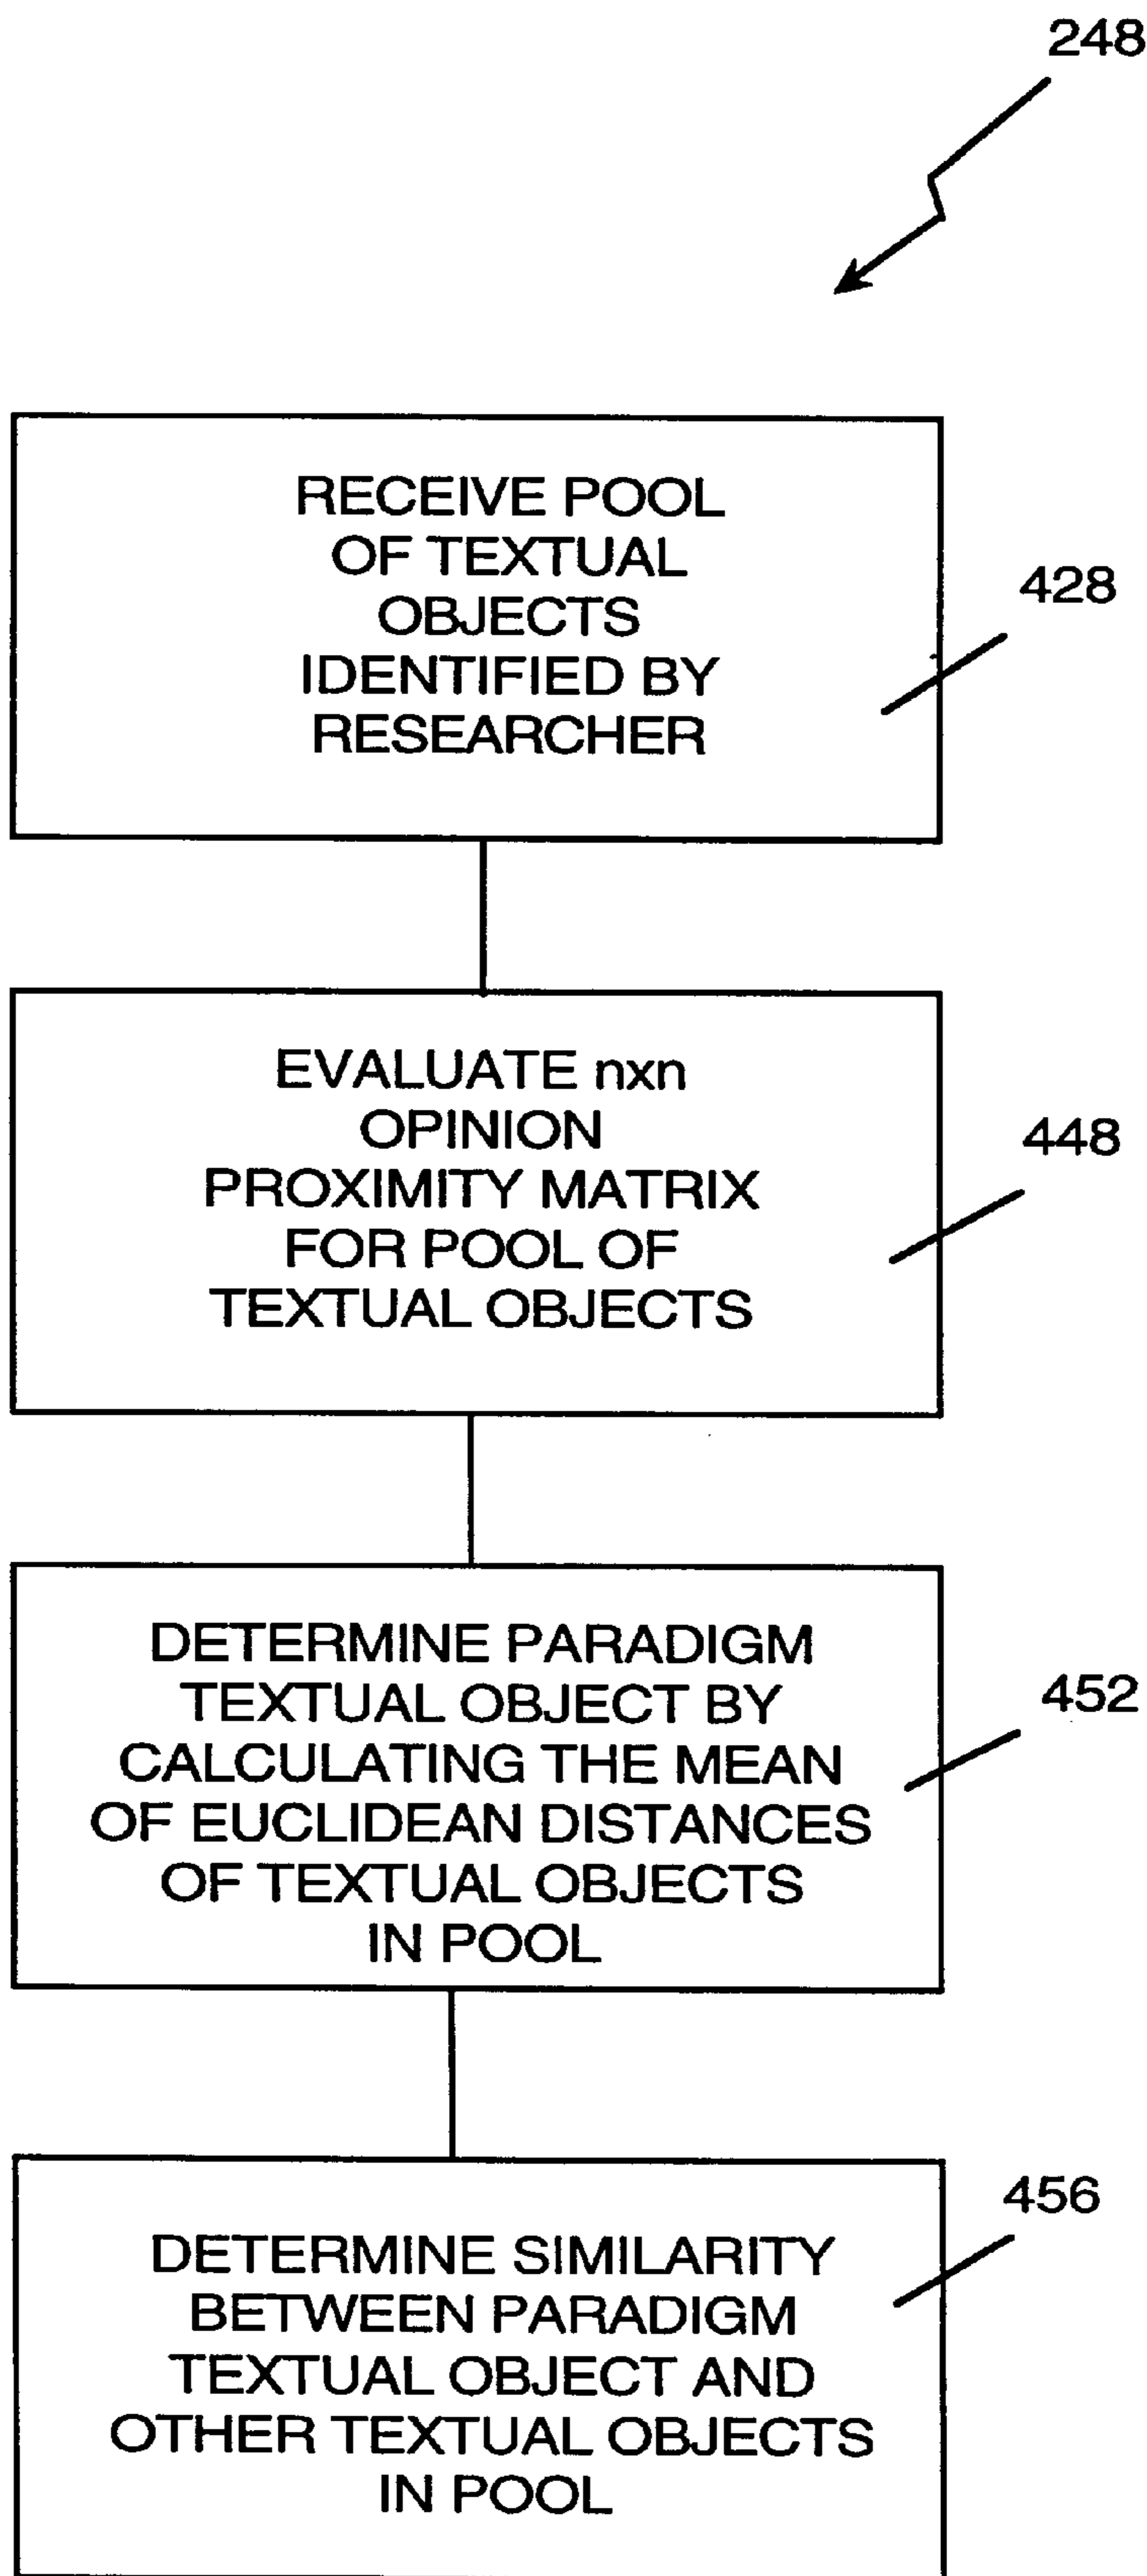 248
RECEIVE POOL
OF TEXTUAL
OBJECTS
IDENTIFIED BY
RESEARCHER
428
EVALUATE nxn
OPINION
PROXIMITY MATRIX
FOR POOL OF
TEXTUAL OBJECTS
448
DETERMINE PARADIGM
TEXTUAL OBJECT BY
CALCULATING THE MEAN
OF EUCLIDEAN DISTANCES
OF TEXTUAL OBJECTS
IN POOL
452
DETERMINE SIMILARITY
BETWEEN PARADIGM
TEXTUAL OBJECT AND
OTHER TEXTUAL OBJECTS
IN POOL
456